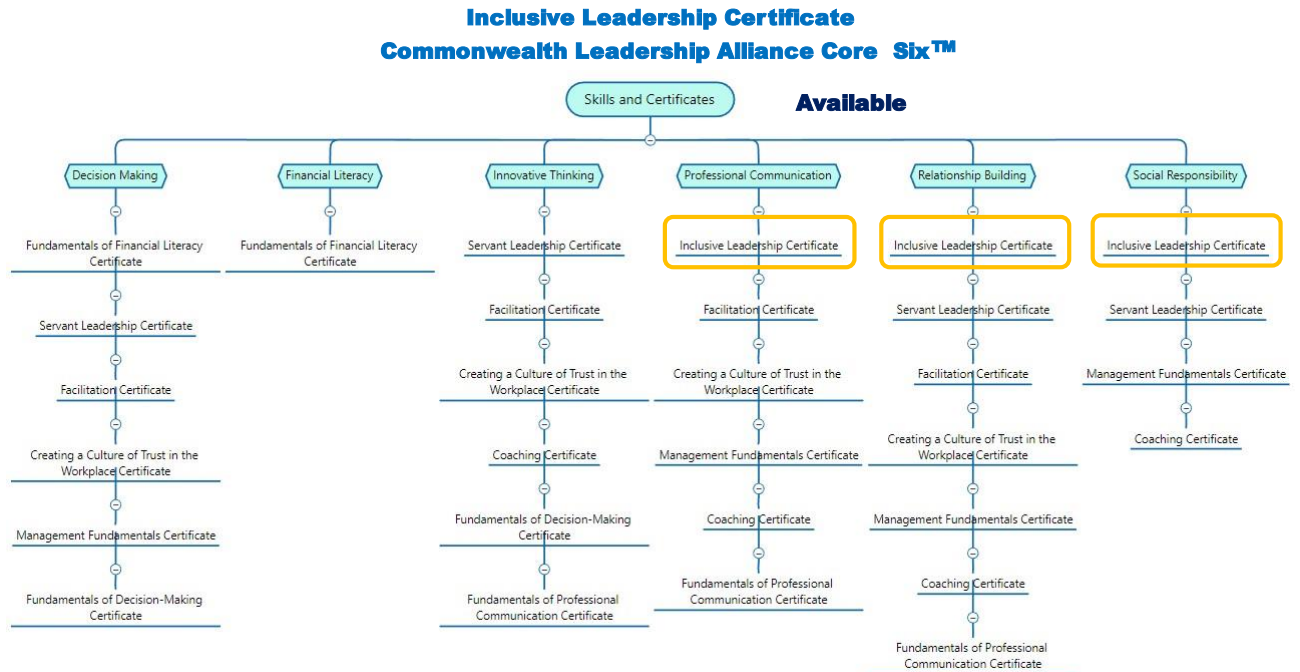 Inclusive Leadership Certificate
Commonwealth Leadership Alliance Core Six™
Skills and Certificates
Available
Decision Making
Fundamentals of Financial Literacy
Certificate
Servant Leadership Certificate
Facilitation Certificate
Creating a Culture of Trust in the
Workplace Certificate
Management Fundamentals Certificate
Fundamentals of Decision-Making
Certificate
Financial Literacy
Fundamentals of Financial Literacy
Certificate
Innovative Thinking
Servant Leadership Certificate
Facilitation Certificate
Creating a Culture of Trust in the
Workplace Certificate
Coaching Certificate
Fundamentals of Decision-Making
Certificate
Fundamentals of Professional
Communication Certificate
Professional Communication
Inclusive Leadership Certificate
Facilitation Certificate
Creating a Culture of Trust in the
Workplace Certificate
Management Fundamentals Certificate
Coaching Certificate
Fundamentals of Professional
Communication Certificate
Relationship Building
Inclusive Leadership Certificate
Servant Leadership Certificate
Facilitation Certificate
Creating a Culture of Trust in the
Workplace Certificate
Management Fundamentals Certificate
Coaching Certificate
Fundamentals of Professional
Communication Certificate
Social Responsibility
Inclusive Leadership Certificate
Servant Leadership Certificate
Management Fundamentals Certificate
Coaching Certificate